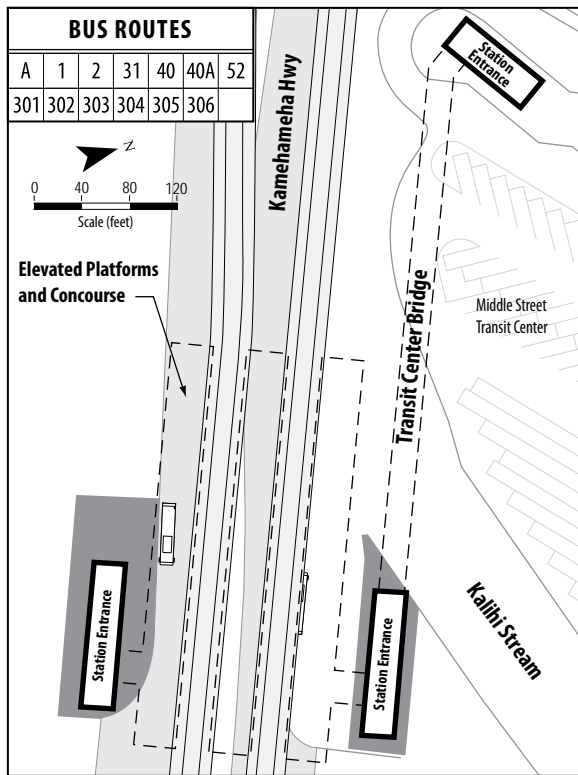 BUS ROUTES
A 1 2 31 40 40A 52
301 302 303 304 305 306
Z
0 40 80 120
Scale (feet)
Elevated Platforms
and Concourse
Kamehameha Hwy
Station
Entrance
Transit Center Bridge
Middle Street
Transit Center
Station Entrance
Station Entrance
Kalihi Stream